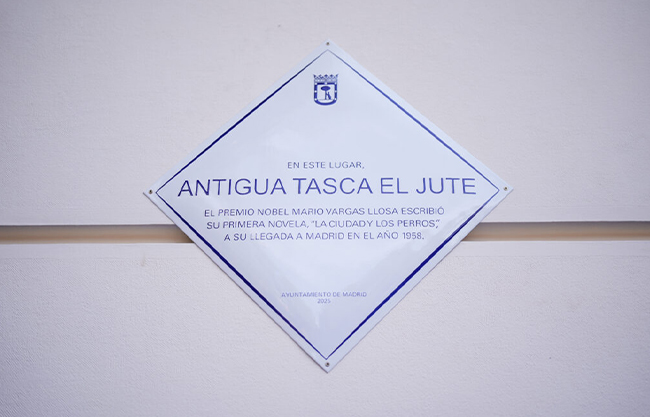 EN ESTE LUGAR,
ANTIGUA TASCA EL JUTE
EL PREMIO NOBEL MARIO VARGAS LLOSA ESCRIBIÓ
SU PRIMERA NOVELA, "LA CIUDAD Y LOS PERROS",
A SU LLEGADA A MADRID EN EL AÑO 1958.
AYUNTAMIENTO DE MADRID
2025